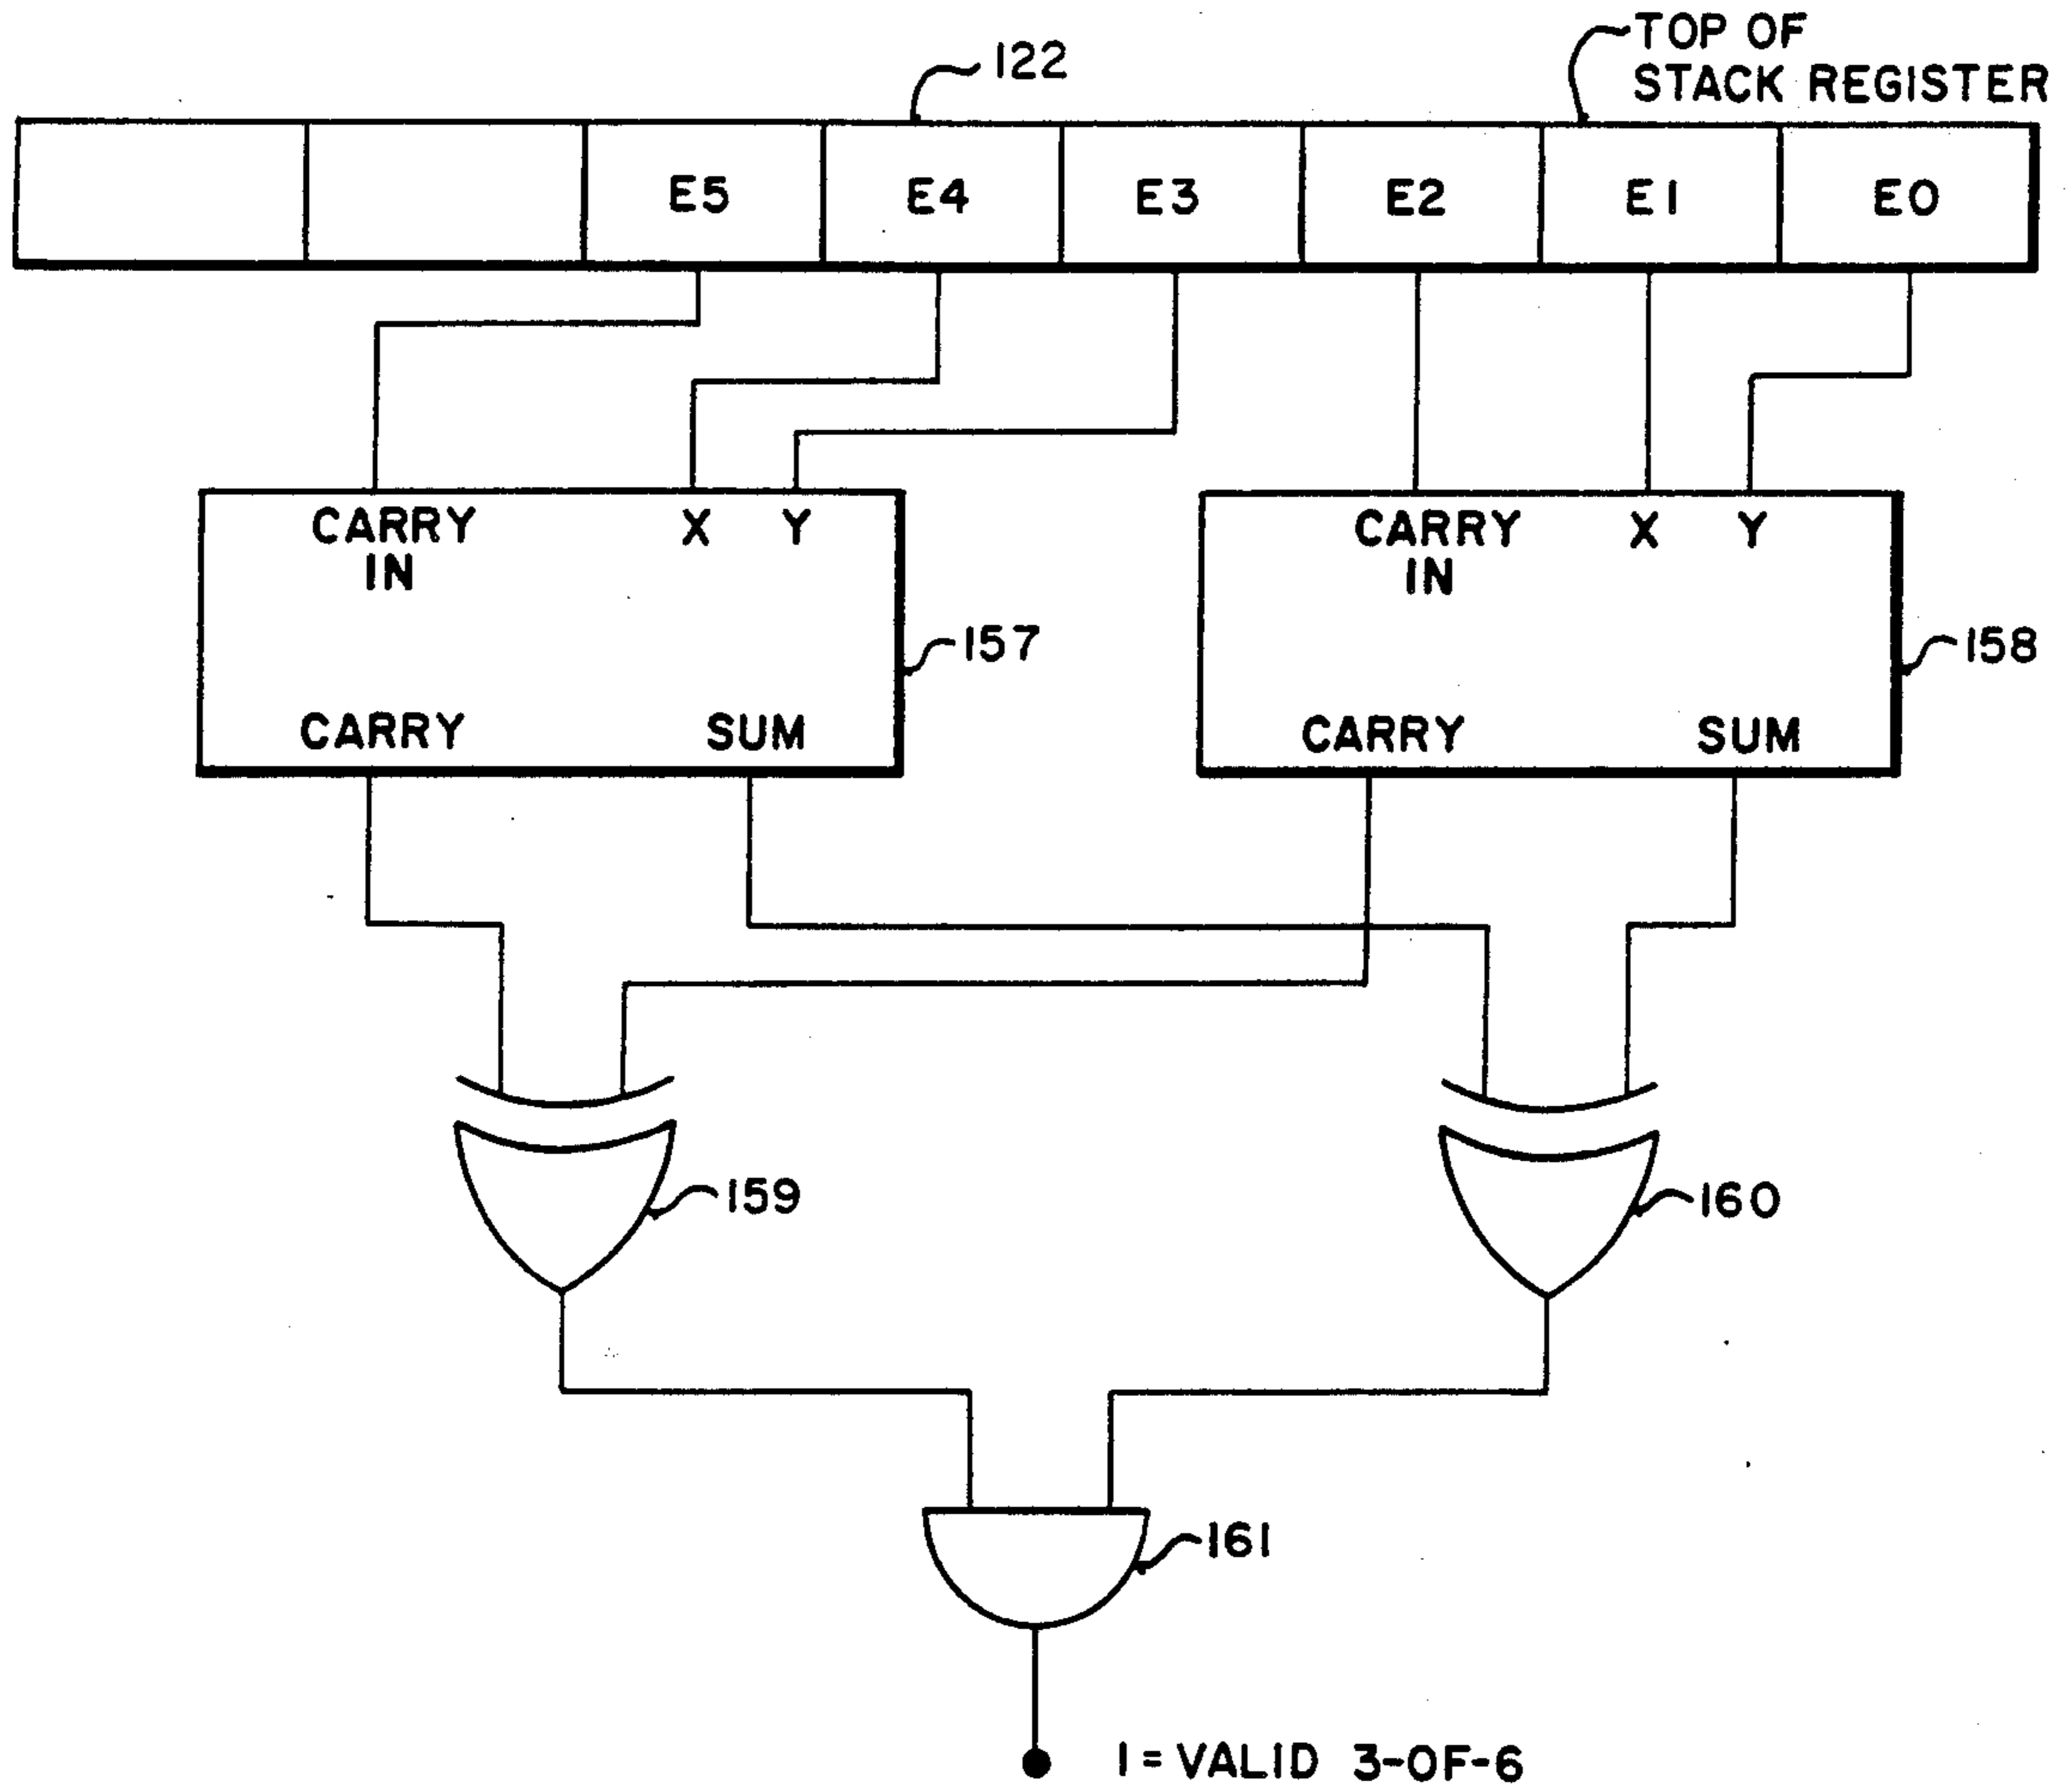 122
TOP OF
STACK REGISTER
E5 E4 E3 E2 E1 E0
CARRY IN X Y
CARRY IN X Y
157
158
CARRY SUM
CARRY SUM
159
160
161
1 = VALID 3-OF-6